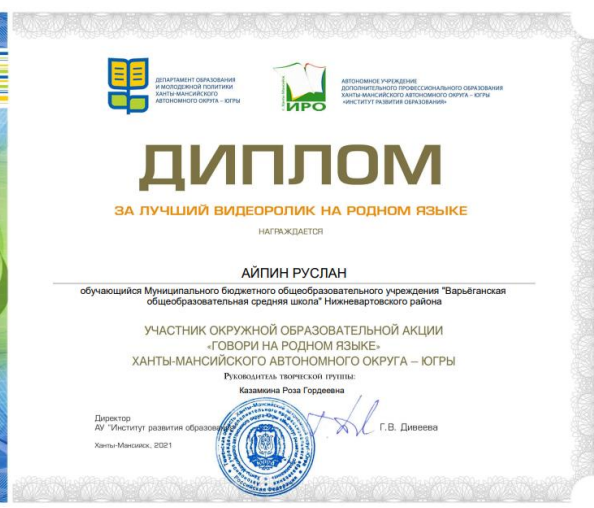 ДЕПАРТАМЕНТ ОБРАЗОВАНИЯ
И МОЛОДЕЖНОЙ ПОЛИТИКИ
ХАНТЫ-МАНСИЙСКОГО
АВТОНОМНОГО ОКРУГА – ЮГРЫ
ИРО
АВТОНОМНОЕ УЧРЕЖДЕНИЕ
ДОПОЛНИТЕЛЬНОГО ПРОФЕССИОНАЛЬНОГО ОБРАЗОВАНИЯ
ХАНТЫ-МАНСИЙСКОГО АВТОНОМНОГО ОКРУГА – ЮГРЫ
«ИНСТИТУТ РАЗВИТИЯ ОБРАЗОВАНИЯ»
ДИПЛОМ
ЗА ЛУЧШИЙ ВИДЕОРОЛИК НА РОДНОМ ЯЗЫКЕ
НАГРАЖДАЕТСЯ
АЙПИН РУСЛАН
обучающийся Муниципального бюджетного общеобразовательного учреждения "Варьёганская
общеобразовательная средняя школа" Нижневартовского района
УЧАСТНИК ОКРУЖНОЙ ОБРАЗОВАТЕЛЬНОЙ АКЦИИ
«ГОВОРИ НА РОДНОМ ЯЗЫКЕ»
ХАНТЫ-МАНСИЙСКОГО АВТОНОМНОГО ОКРУГА – ЮГРЫ
Руководитель творческой группы:
Казамкина Роза Гордеевна
Директор
АУ "Институт развития образования"
Г.В. Дивеева
Ханты-Мансийск, 2021
Российская Федерация